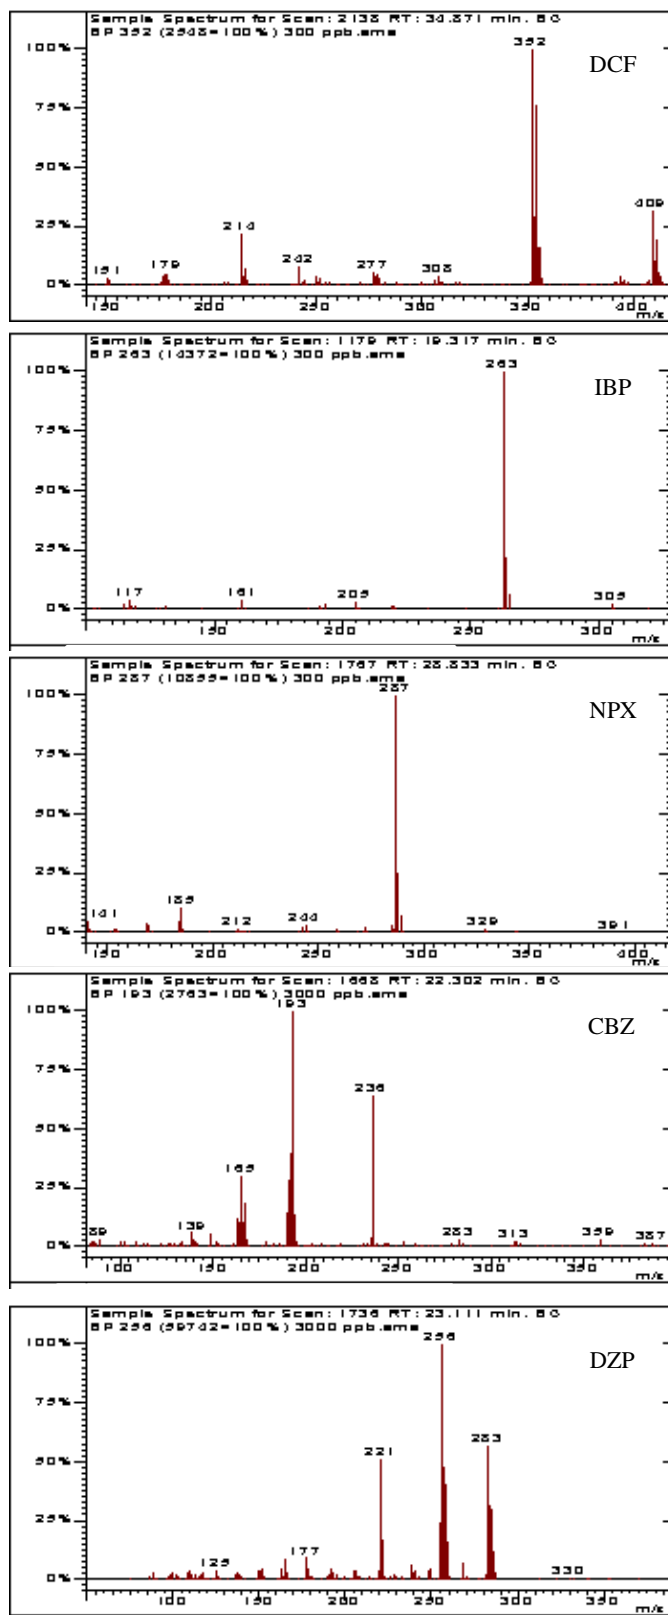 Sample Spectrum for Scan: 2138 RT: 34.871 min. BG
BP 352 (2548=100%) 300 ppb.sms
352
DCF
100%
75%
50%
25%
0%
409
214
242
277
308
151
179
150 200 250 300 350 400
m/z
Sample Spectrum for Scan: 1179 RT: 19.317 min. BG
BP 263 (14372=100%) 300 ppb.sms
263
IBP
100%
75%
50%
25%
0%
117
161
205
305
150 200 250 300
m/z
Sample Spectrum for Scan: 1767 RT: 28.833 min. BG
BP 287 (10855=100%) 300 ppb.sms
287
NPX
100%
75%
50%
25%
0%
141
185
212
244
329
391
150 200 250 300 350 400
m/z
Sample Spectrum for Scan: 1668 RT: 22.302 min. BG
BP 193 (2763=100%) 3000 ppb.sms
193
CBZ
100%
75%
50%
25%
0%
236
165
89
139
283
313
359
387
100 150 200 250 300 350
m/z
Sample Spectrum for Scan: 1736 RT: 23.111 min. BG
BP 256 (59742=100%) 3000 ppb.sms
256
DZP
100%
75%
50%
25%
0%
283
221
177
125
330
100 150 200 250 300 350
m/z